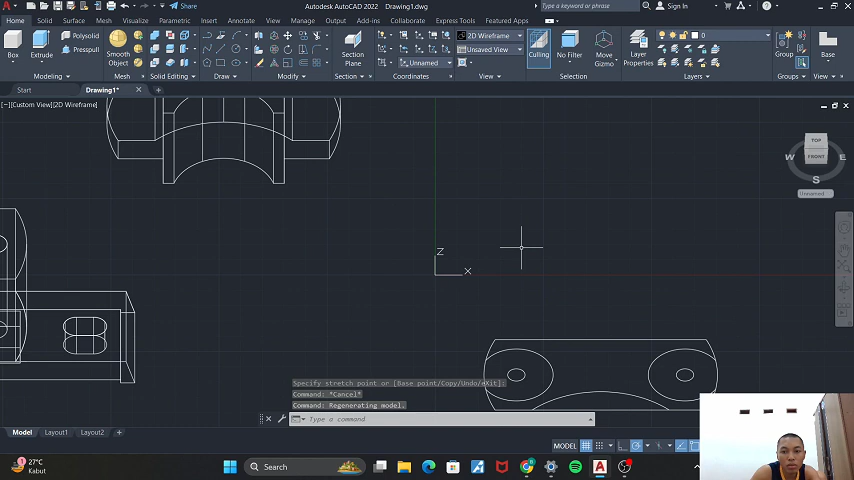 Share
Autodesk AutoCAD 2022 Drawing1.dwg
Type a keyword or phrase
Sign In
Home Solid Surface Mesh Visualize Parametric Insert Annotate View Manage Output Add-ins Collaborate Express Tools Featured Apps
Box
Extrude
Polysolid
Presspull
Smooth
Object
Section
Plane
Unnamed
2D Wireframe
Unsaved View
Culling
No Filter
Move
Gizmo
Layer
Properties
0
Group
Base
Modeling
Mesh
Solid Editing
Draw
Modify
Section
Coordinates
View
Selection
Layers
Groups
View
Start
Drawing1*
[−][Custom View][2D Wireframe]
TOP
FRONT
W
E
S
Unnamed
Z
X
Specify stretch point or [Base point/Copy/Undo/eXit]:
Command: *Cancel*
Command: Regenerating model.
Type a command
Model Layout1 Layout2
MODEL
27°C
Kabut
Search